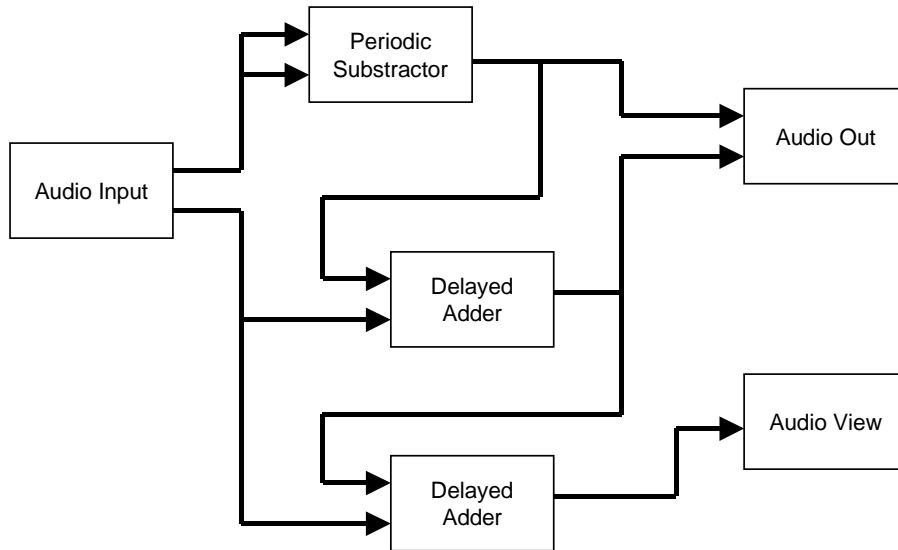 Periodic
Substractor
Audio Out
Audio Input
Delayed
Adder
Audio View
Delayed
Adder